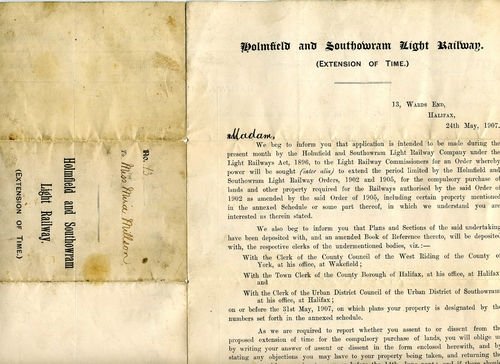 Holmfield and Southowram Light Railway.
(EXTENSION OF TIME.)
13, WARDS END,
HALIFAX,
24th May, 1907.
Madam,
We beg to inform you that application is intended to be made during the
present month by the Holmfield and Southowram Light Railway Company under the
Light Railways Act, 1896, to the Light Railway Commissioners for an Order whereby
power will be sought (inter alia) to extend the period limited by the Holmfield and
Southowram Light Railway Orders, 1902 and 1905, for the compulsory purchase of
lands and other property required for the Railways authorised by the said Order of
1902 as amended by the said Order of 1905, including certain property mentioned
in the annexed Schedule or some part thereof, in which we understand you are
interested as therein stated.
We also beg to inform you that Plans and Sections of the said undertaking
have been deposited with, and an amended Book of Reference thereto, will be deposited
with, the respective clerks of the undermentioned bodies, viz.:—
With the Clerk of the County Council of the West Riding of the County of
York, at his office, at Wakefield;
With the Town Clerk of the County Borough of Halifax, at his office, at Halifax
and
With the Clerk of the Urban District Council of the Urban District of Southowram
at his office, at Halifax;
on or before the 31st May, 1907, on which plans your property is designated by the
numbers set forth in the annexed schedule.
As we are required to report whether you assent to or dissent from the
proposed extension of time for the compulsory purchase of lands, you will oblige
by writing your answer of assent or dissent in the form enclosed herewith, and by
stating any objections you may have to your property being taken, and returning
No.
Miss
Holmfield and Southowram
Light Railway.
(EXTENSION OF TIME.)